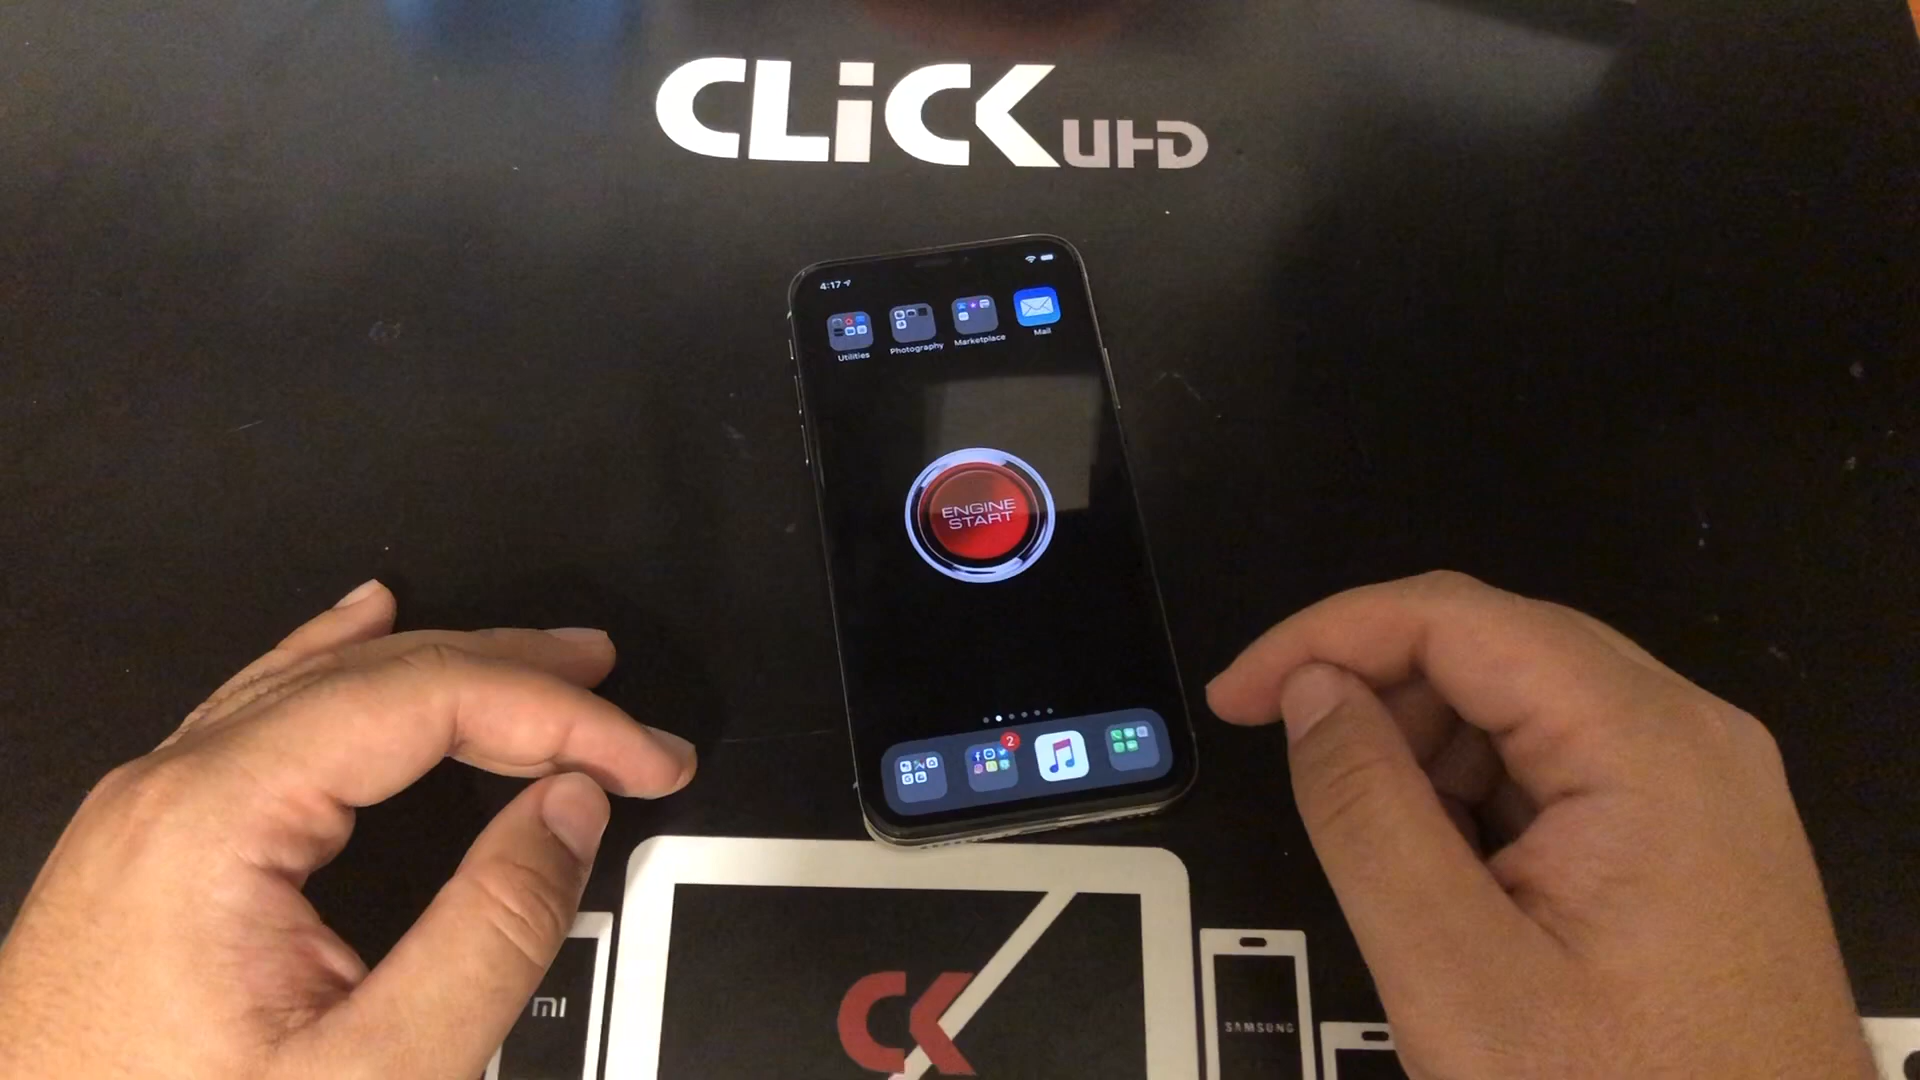 CLiCK UHD
4:17
Utilities
Photography
Marketplace
Mail
ENGINE
START
2
CK
mi
SAMSUNG